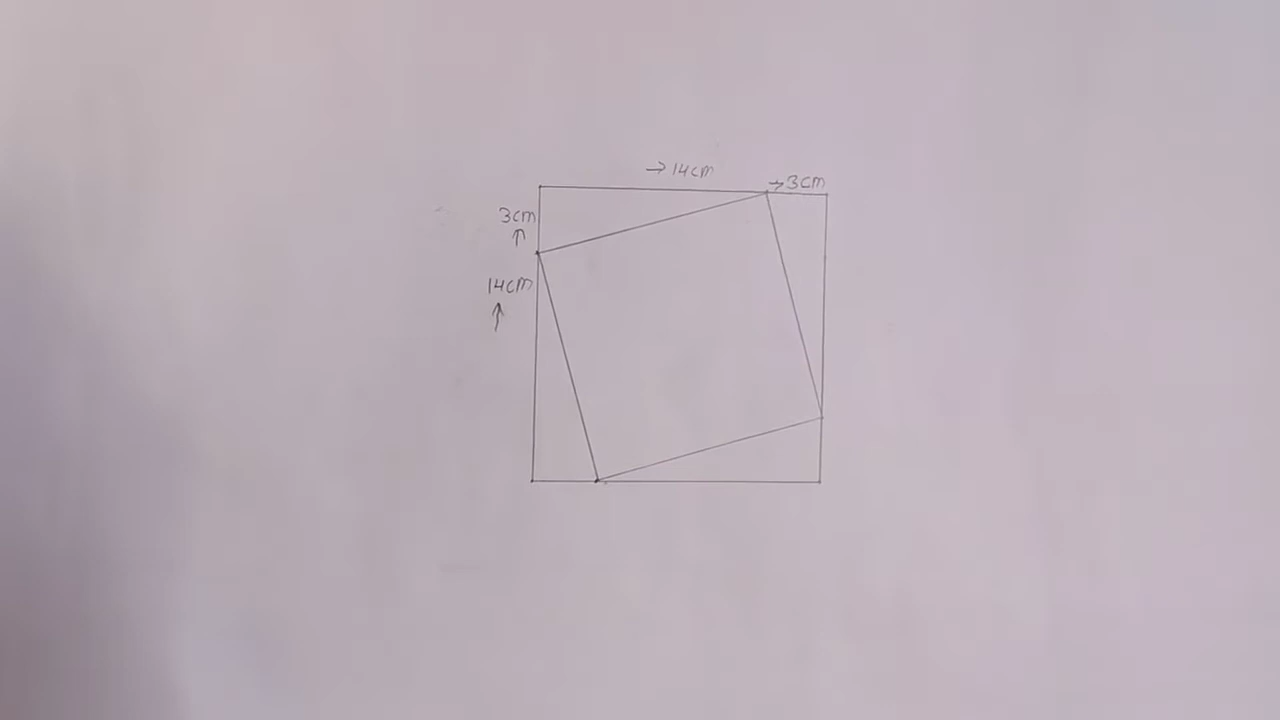 → 14cm
→ 3cm
3cm
↑
14cm
↑